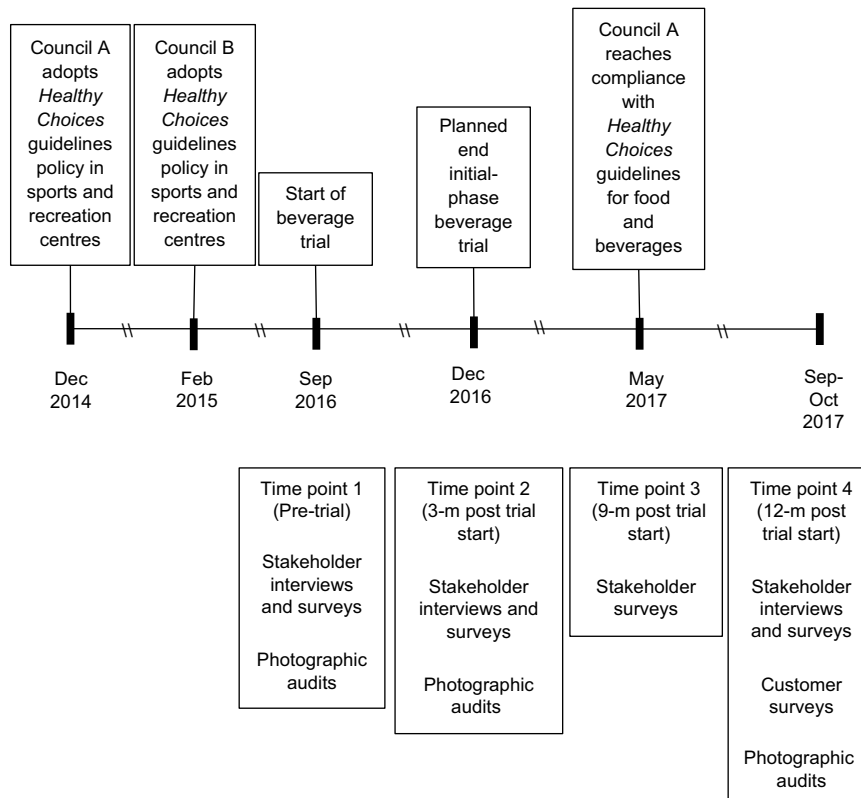 Council A
adopts
Healthy
Choices
guidelines
policy in
sports and
recreation
centres
Council B
adopts
Healthy
Choices
guidelines
policy in
sports and
recreation
centres
Start of
beverage
trial
Planned
end
initial-
phase
beverage
trial
Council A
reaches
compliance
with
Healthy
Choices
guidelines
for food
and
beverages
Dec
2014
Feb
2015
Sep
2016
Dec
2016
May
2017
Sep-
Oct
2017
Time point 1
(Pre-trial)
Stakeholder
interviews
and surveys
Photographic
audits
Time point 2
(3-m post trial
start)
Stakeholder
interviews and
surveys
Photographic
audits
Time point 3
(9-m post trial
start)
Stakeholder
surveys
Time point 4
(12-m post
trial start)
Stakeholder
interviews
and surveys
Customer
surveys
Photographic
audits